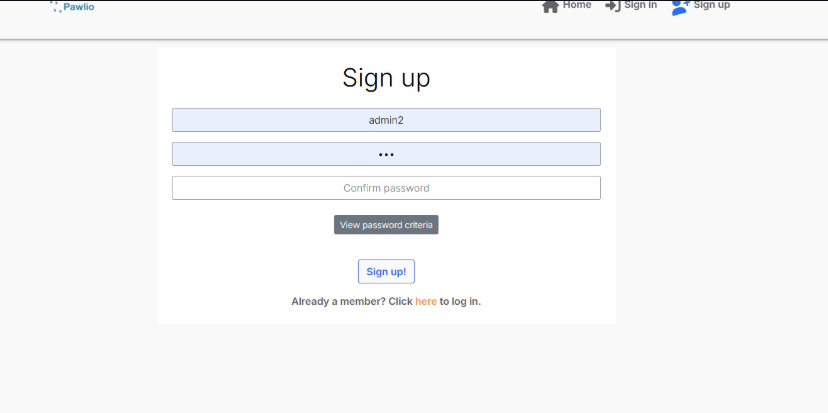 Pawlio
Home Sign in Sign up
Sign up
admin2
•••
Confirm password
View password criteria
Sign up!
Already a member? Click here to log in.